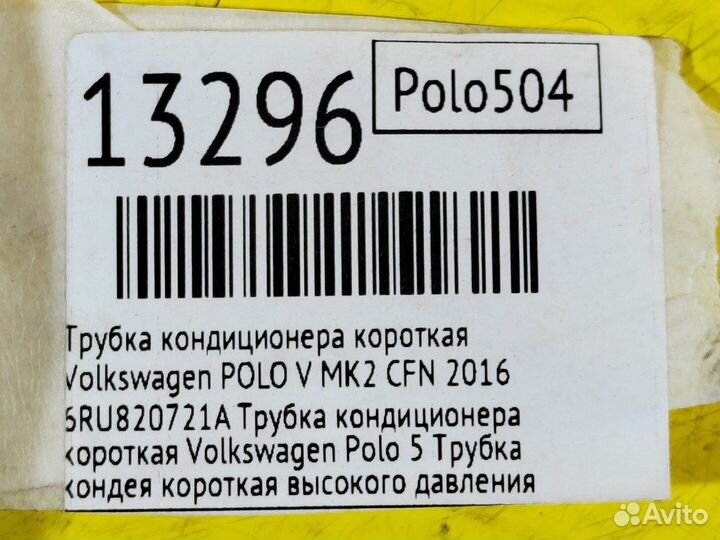 13296
Polo504
Трубка кондиционера короткая
Volkswagen POLO V MK2 CFN 2016
6RU820721A Трубка кондиционера
короткая Volkswagen Polo 5 Трубка
кондея короткая высокого давления
Avito